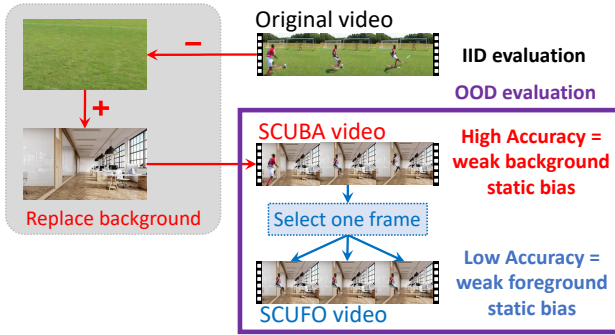 Original video
−
IID evaluation
OOD evaluation
+
SCUBA video
High Accuracy =
weak background
static bias
Replace background
Select one frame
Low Accuracy =
weak foreground
static bias
SCUFO video